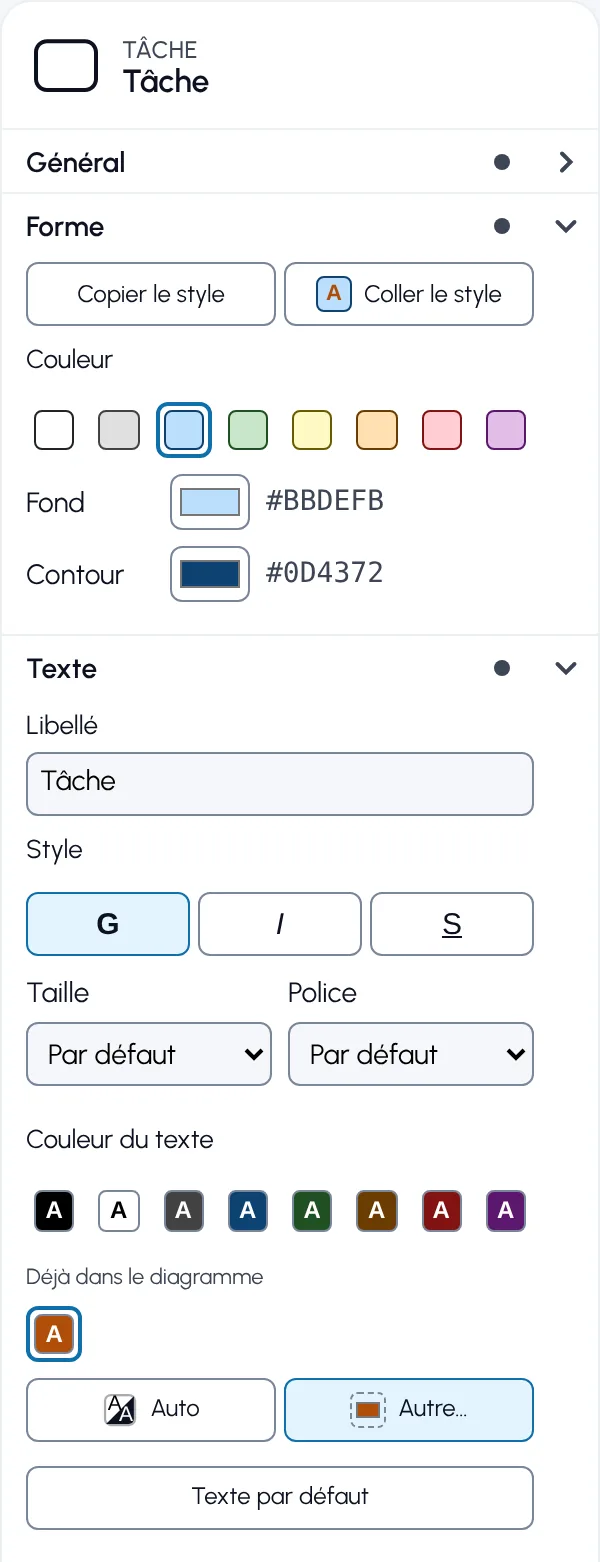 TÂCHE
Tâche
Général
Forme
Copier le style
A Coller le style
Couleur
Fond #BBDEFB
Contour #0D4372
Texte
Libellé
Tâche
Style
G I S
Taille Police
Par défaut Par défaut
Couleur du texte
A A A A A A A A
Déjà dans le diagramme
A
AA Auto Autre...
Texte par défaut